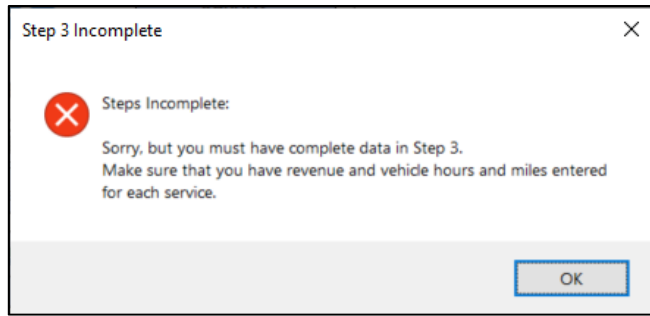 Step 3 Incomplete
Steps Incomplete:
Sorry, but you must have complete data in Step 3.
Make sure that you have revenue and vehicle hours and miles entered
for each service.
OK